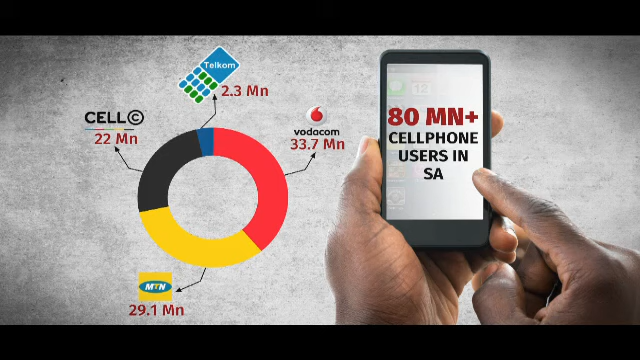 Telkom
2.3 Mn
CELL C
22 Mn
vodacom
33.7 Mn
MTN
29.1 Mn
80 MN+
CELLPHONE
USERS IN
SA